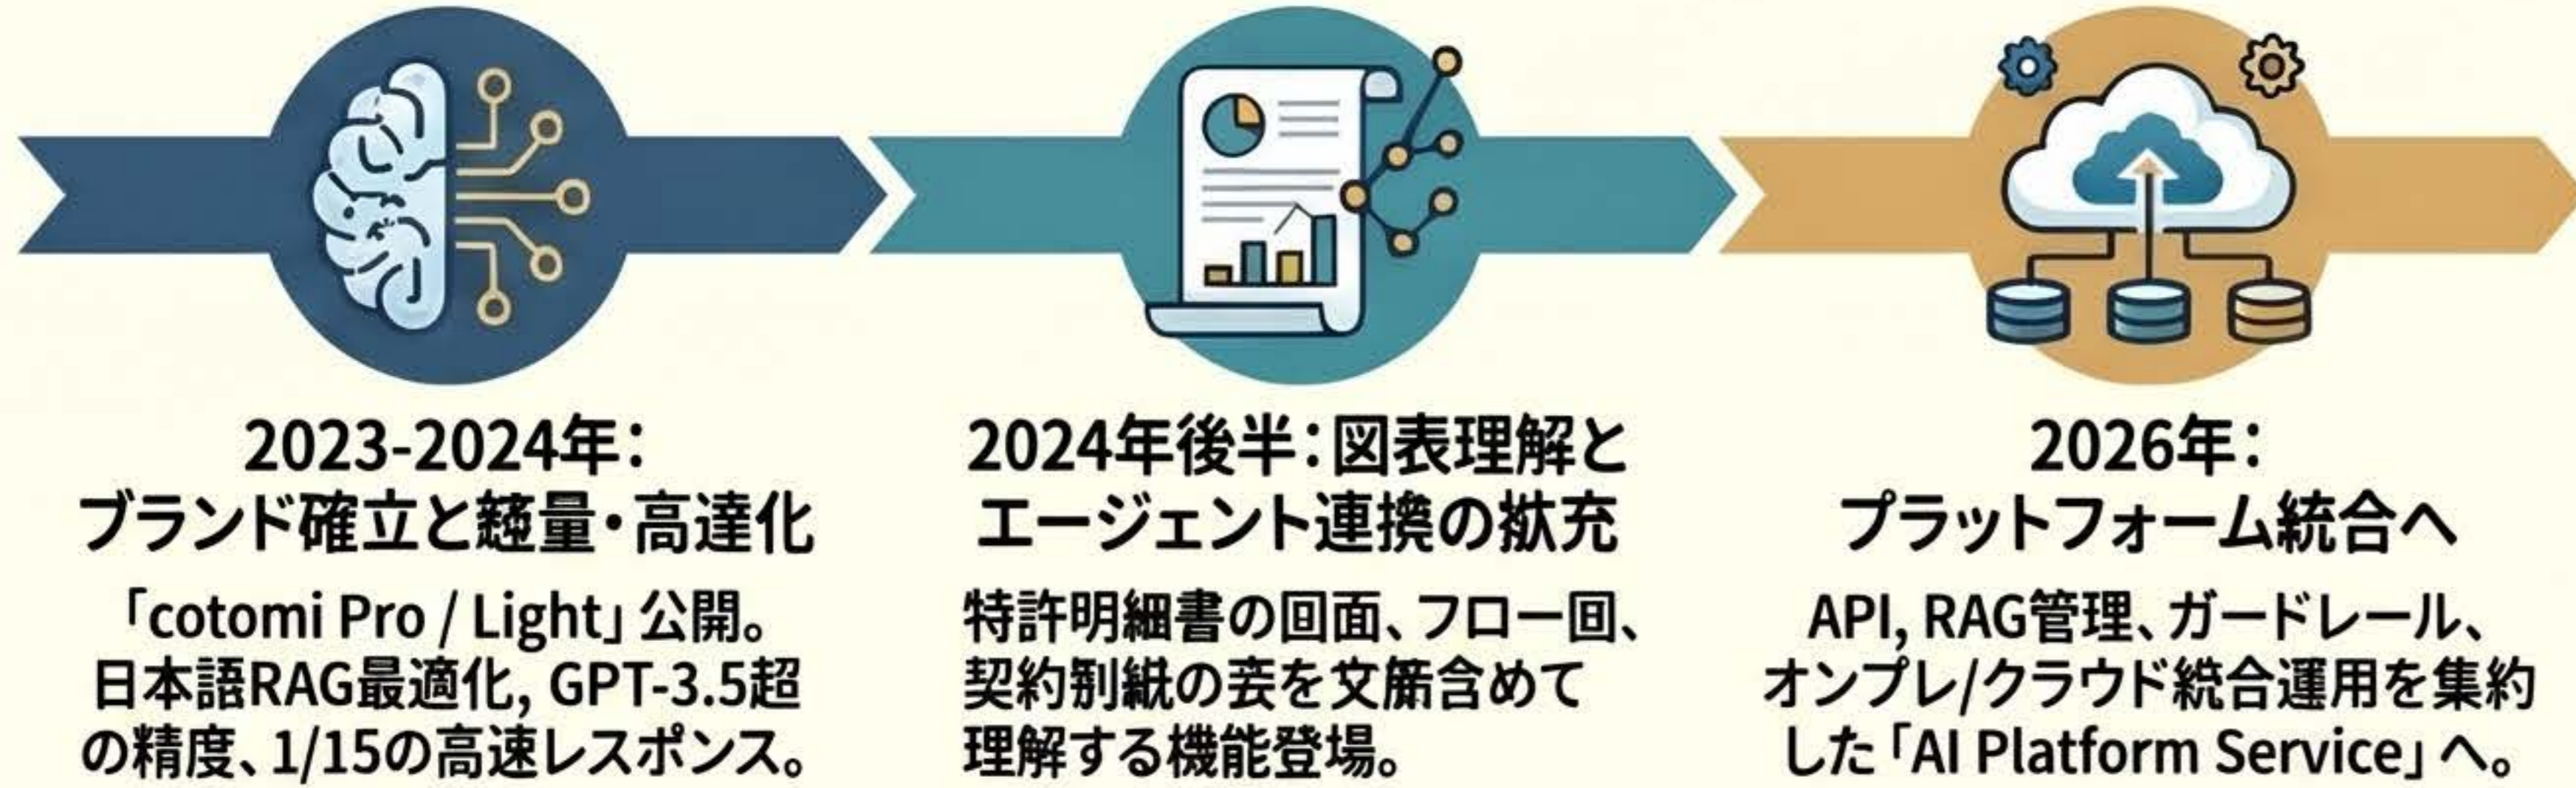 2023-2024年：
ブランド確立と量・高達化
「cotomi Pro / Light」公開。
日本語RAG最適化, GPT-3.5超
の精度、1/15の高速レスポンス。
2024年後半：図表理解と
エージェント連の充
特許明細書の回面、フロー回、
契約別の を文含めて
理解する機能登場。
2026年：
プラットフォーム統合へ
API, RAG管理、ガードレール、
オンプレ/クラウド統合運用を集約
した「AI Platform Service」へ。